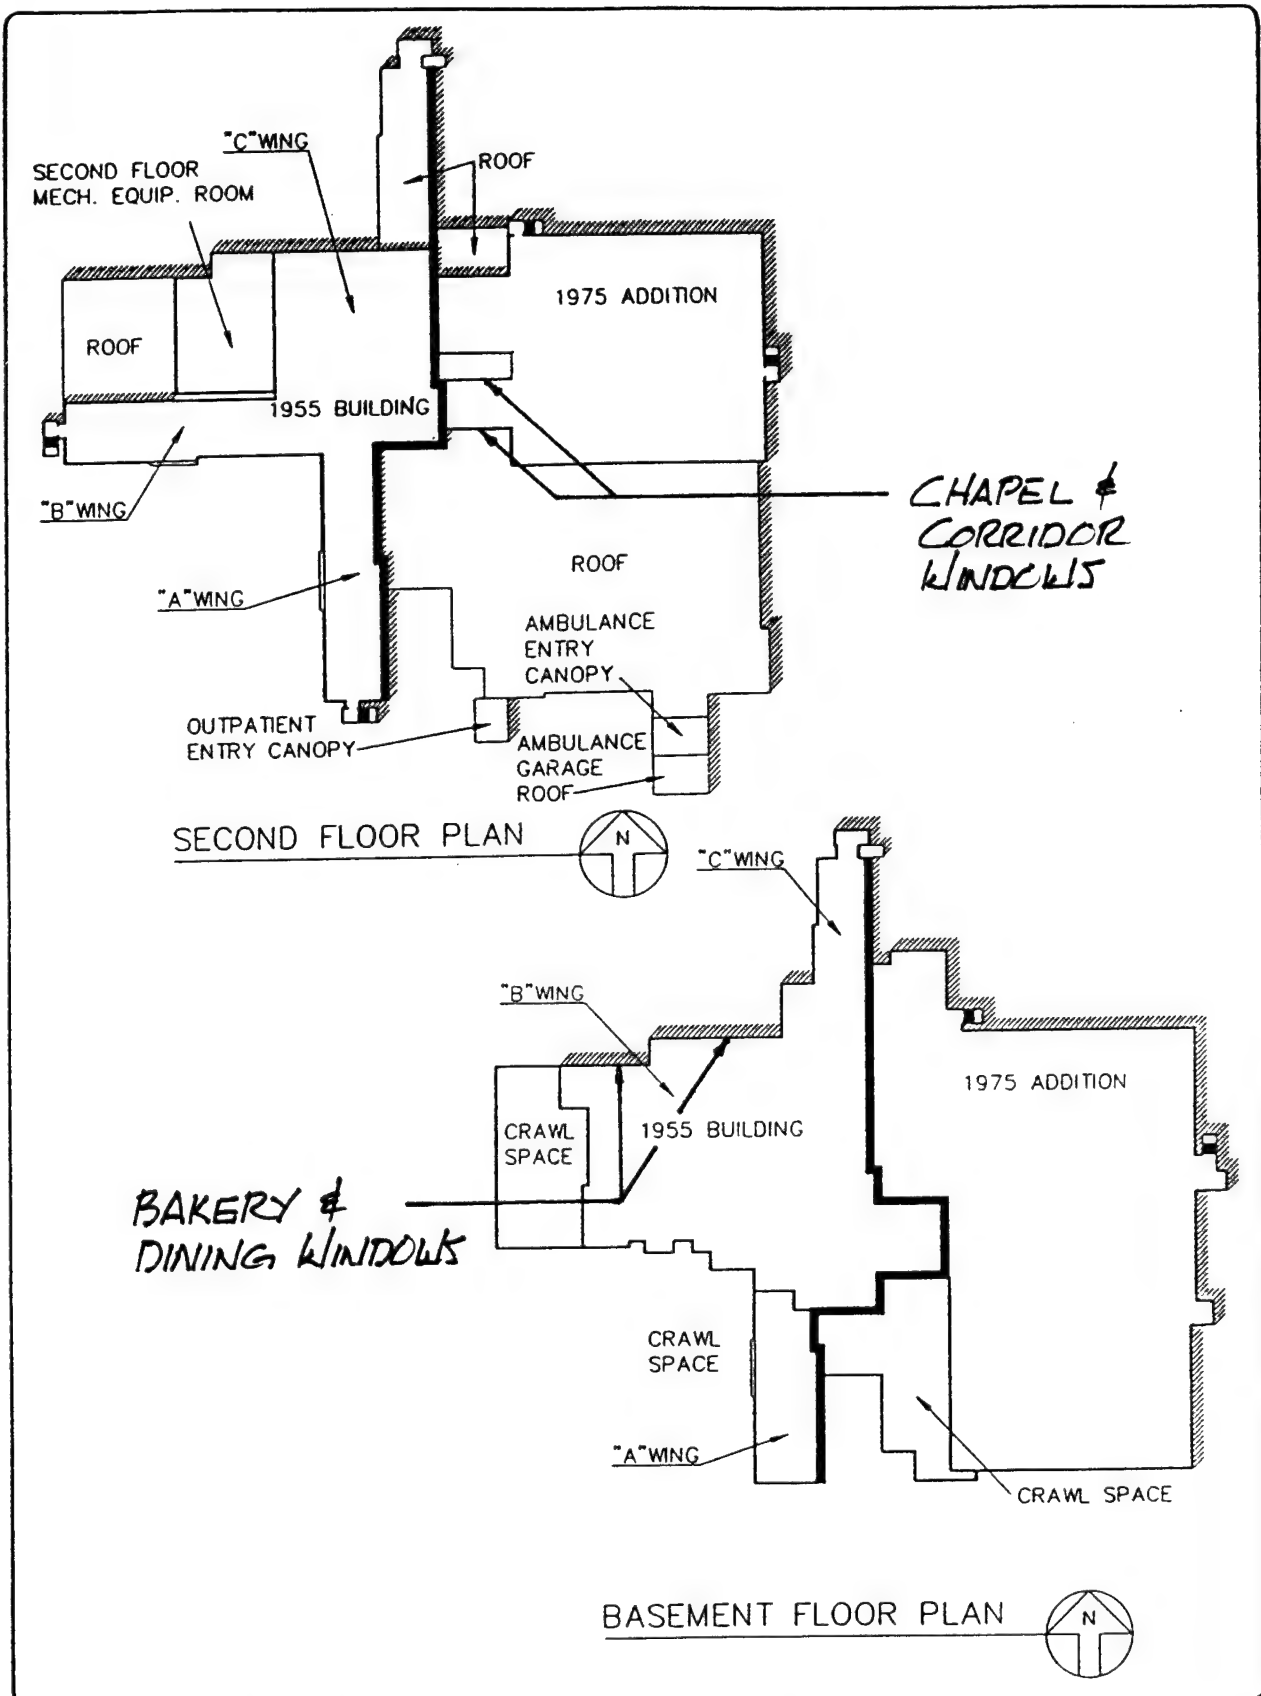 "C" WING
SECOND FLOOR
MECH. EQUIP. ROOM
ROOF
1975 ADDITION
ROOF
1955 BUILDING
"B" WING
CHAPEL &
CORRIDOR
WINDOWS
ROOF
"A" WING
AMBULANCE
ENTRY
CANOPY
OUTPATIENT
ENTRY CANOPY
AMBULANCE
GARAGE
ROOF
SECOND FLOOR PLAN
N
"C" WING
"B" WING
1975 ADDITION
CRAWL
SPACE
1955 BUILDING
BAKERY &
DINING WINDOWS
CRAWL
SPACE
"A" WING
CRAWL SPACE
BASEMENT FLOOR PLAN
N